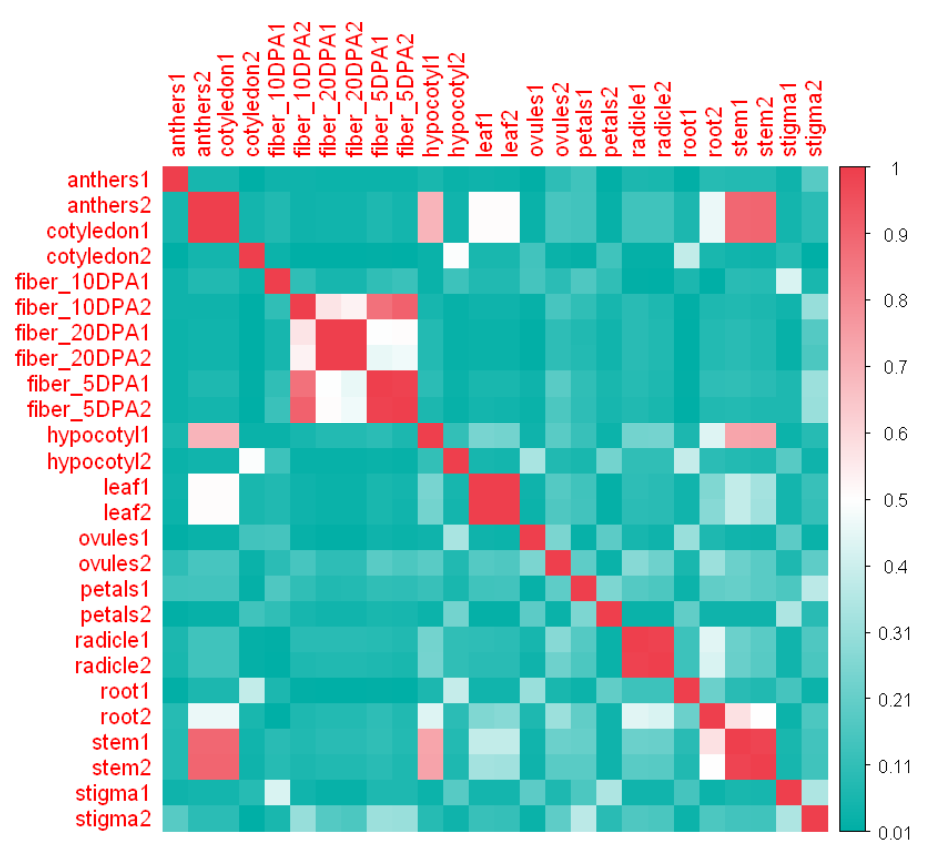 anthers1
anthers2
cotyledon1
cotyledon2
fiber_10DPA1
fiber_10DPA2
fiber_20DPA1
fiber_20DPA2
fiber_5DPA1
fiber_5DPA2
hypocotyl1
hypocotyl2
leaf1
leaf2
ovules1
ovules2
petals1
petals2
radicle1
radicle2
root1
root2
stem1
stem2
stigma1
stigma2
anthers1
anthers2
cotyledon1
cotyledon2
fiber_10DPA1
fiber_10DPA2
fiber_20DPA1
fiber_20DPA2
fiber_5DPA1
fiber_5DPA2
hypocotyl1
hypocotyl2
leaf1
leaf2
ovules1
ovules2
petals1
petals2
radicle1
radicle2
root1
root2
stem1
stem2
stigma1
stigma2
1
0.9
0.8
0.7
0.6
0.5
0.4
0.31
0.21
0.11
0.01